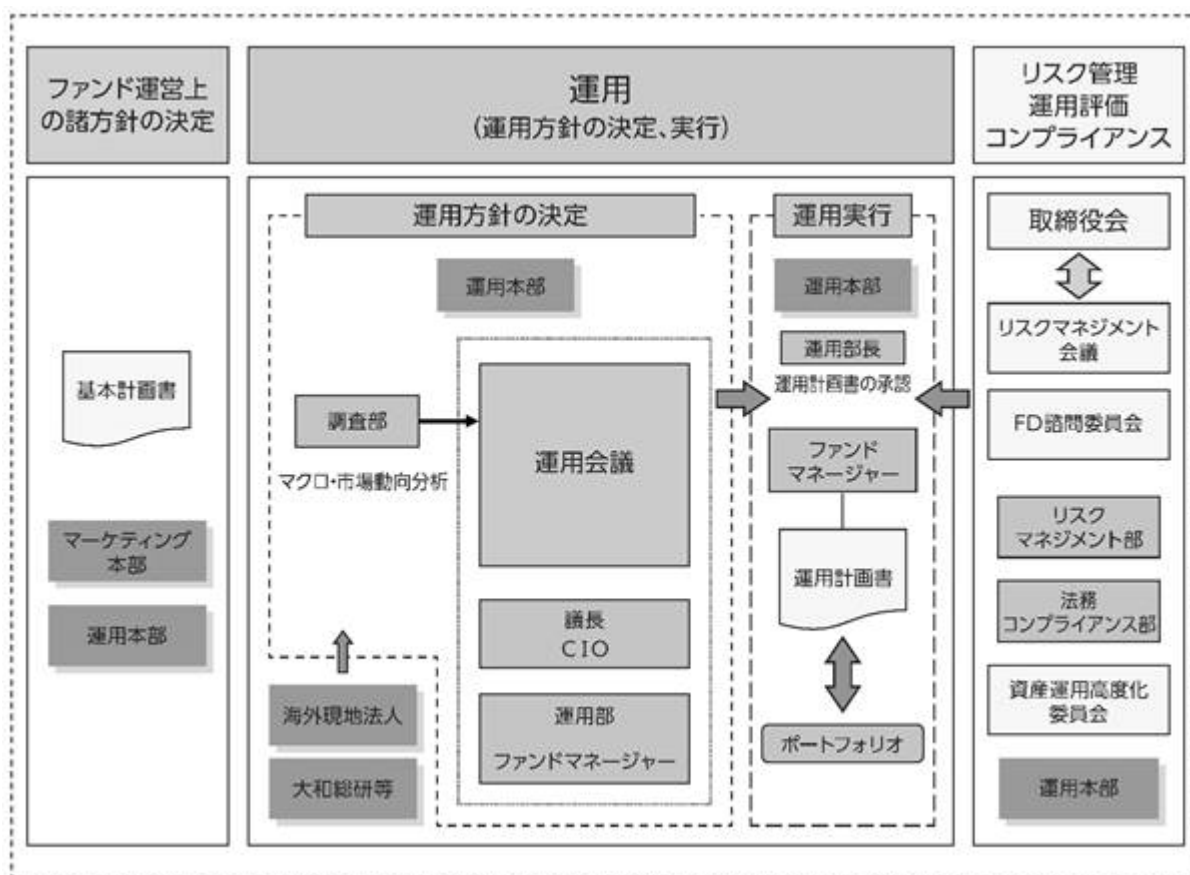 ファンド運営上
の諸方針の決定
運用
(運用方針の決定、実行)
リスク管理
運用評価
コンプライアンス
基本計画書
マーケティング
本部
運用本部
運用方針の決定
運用本部
調査部
マクロ・市場動向分析
運用会議
議長
CIO
運用部
ファンドマネージャー
海外現地法人
大和総研等
運用実行
運用本部
運用部長
運用計画書の承認
ファンド
マネージャー
運用計画書
ポートフォリオ
取締役会
リスクマネジメント
会議
FD諮問委員会
リスク
マネジメント部
法務
コンプライアンス部
資産運用高度化
委員会
運用本部